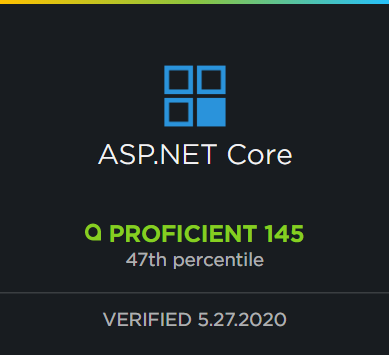 ASP.NET Core
PROFICIENT 145
47th percentile
VERIFIED 5.27.2020